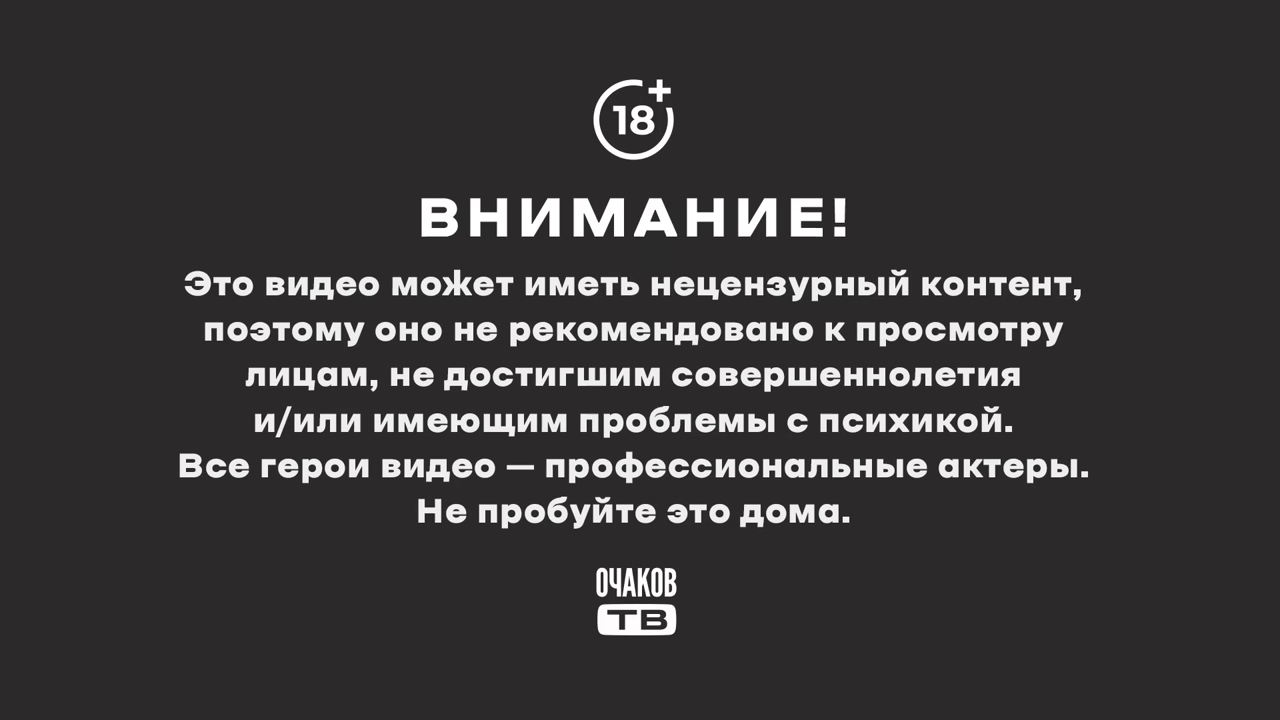 18+
ВНИМАНИЕ!
Это видео может иметь нецензурный контент,
поэтому оно не рекомендовано к просмотру
лицам, не достигшим совершеннолетия
и/или имеющим проблемы с психикой.
Все герои видео — профессиональные актеры.
Не пробуйте это дома.
ОЧАКОВ
ТВ